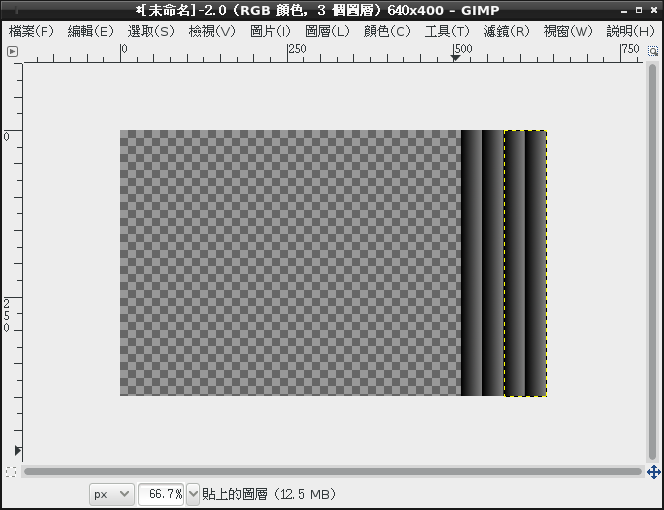 *[未命名]-2.0 (RGB 顏色, 3 個圖層) 640x400 – GIMP
檔案(F) 編輯(E) 選取(S) 檢視(V) 圖片(I) 圖層(L) 顏色(C) 工具(T) 濾鏡(R) 視窗(W) 說明(H)
0 250 500 750
0
250
px 66.7% 貼上的圖層 (12.5 MB)